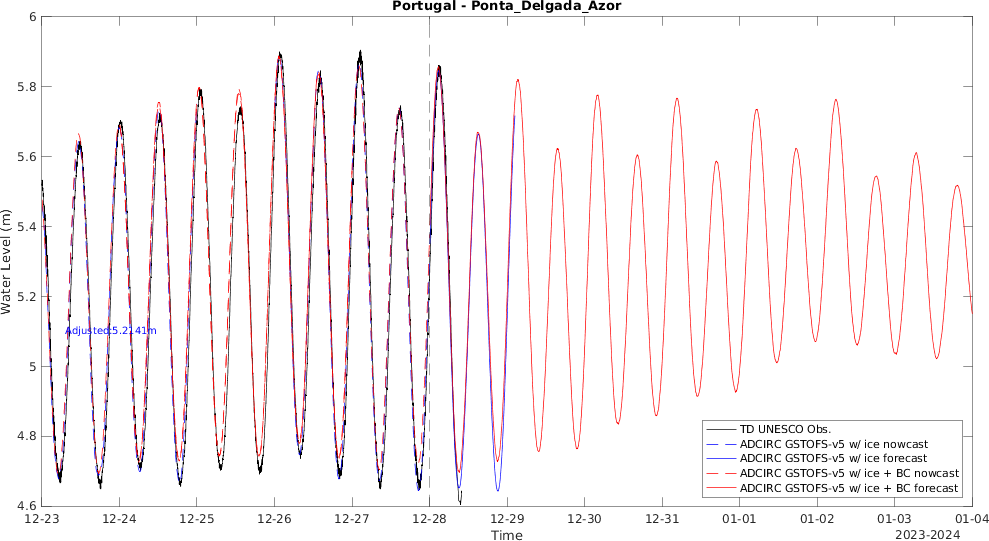 Portugal - Ponta_Delgada_Azor
6
5.8
5.6
5.4
5.2
5
4.8
4.6
Water Level (m)
Adjusted:5.2141m
TD UNESCO Obs.
ADCIRC GSTOFS-v5 w/ ice nowcast
ADCIRC GSTOFS-v5 w/ ice forecast
ADCIRC GSTOFS-v5 w/ ice + BC nowcast
ADCIRC GSTOFS-v5 w/ ice + BC forecast
12-23 12-24 12-25 12-26 12-27 12-28 12-29 12-30 12-31 01-01 01-02 01-03 01-04
Time
2023-2024